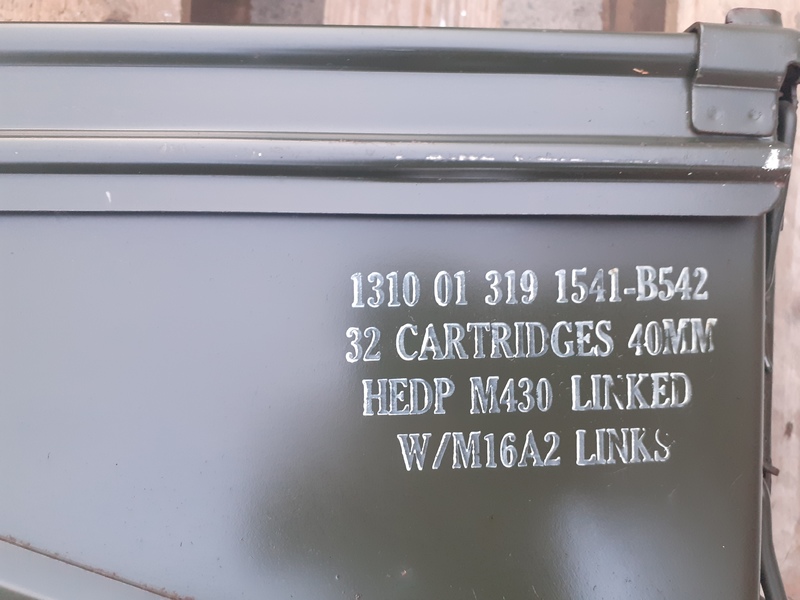 1310 01 319 1541-B542
32 CARTRIDGES 40MM
HEDP M430 LINKED
W/M16A2 LINKS